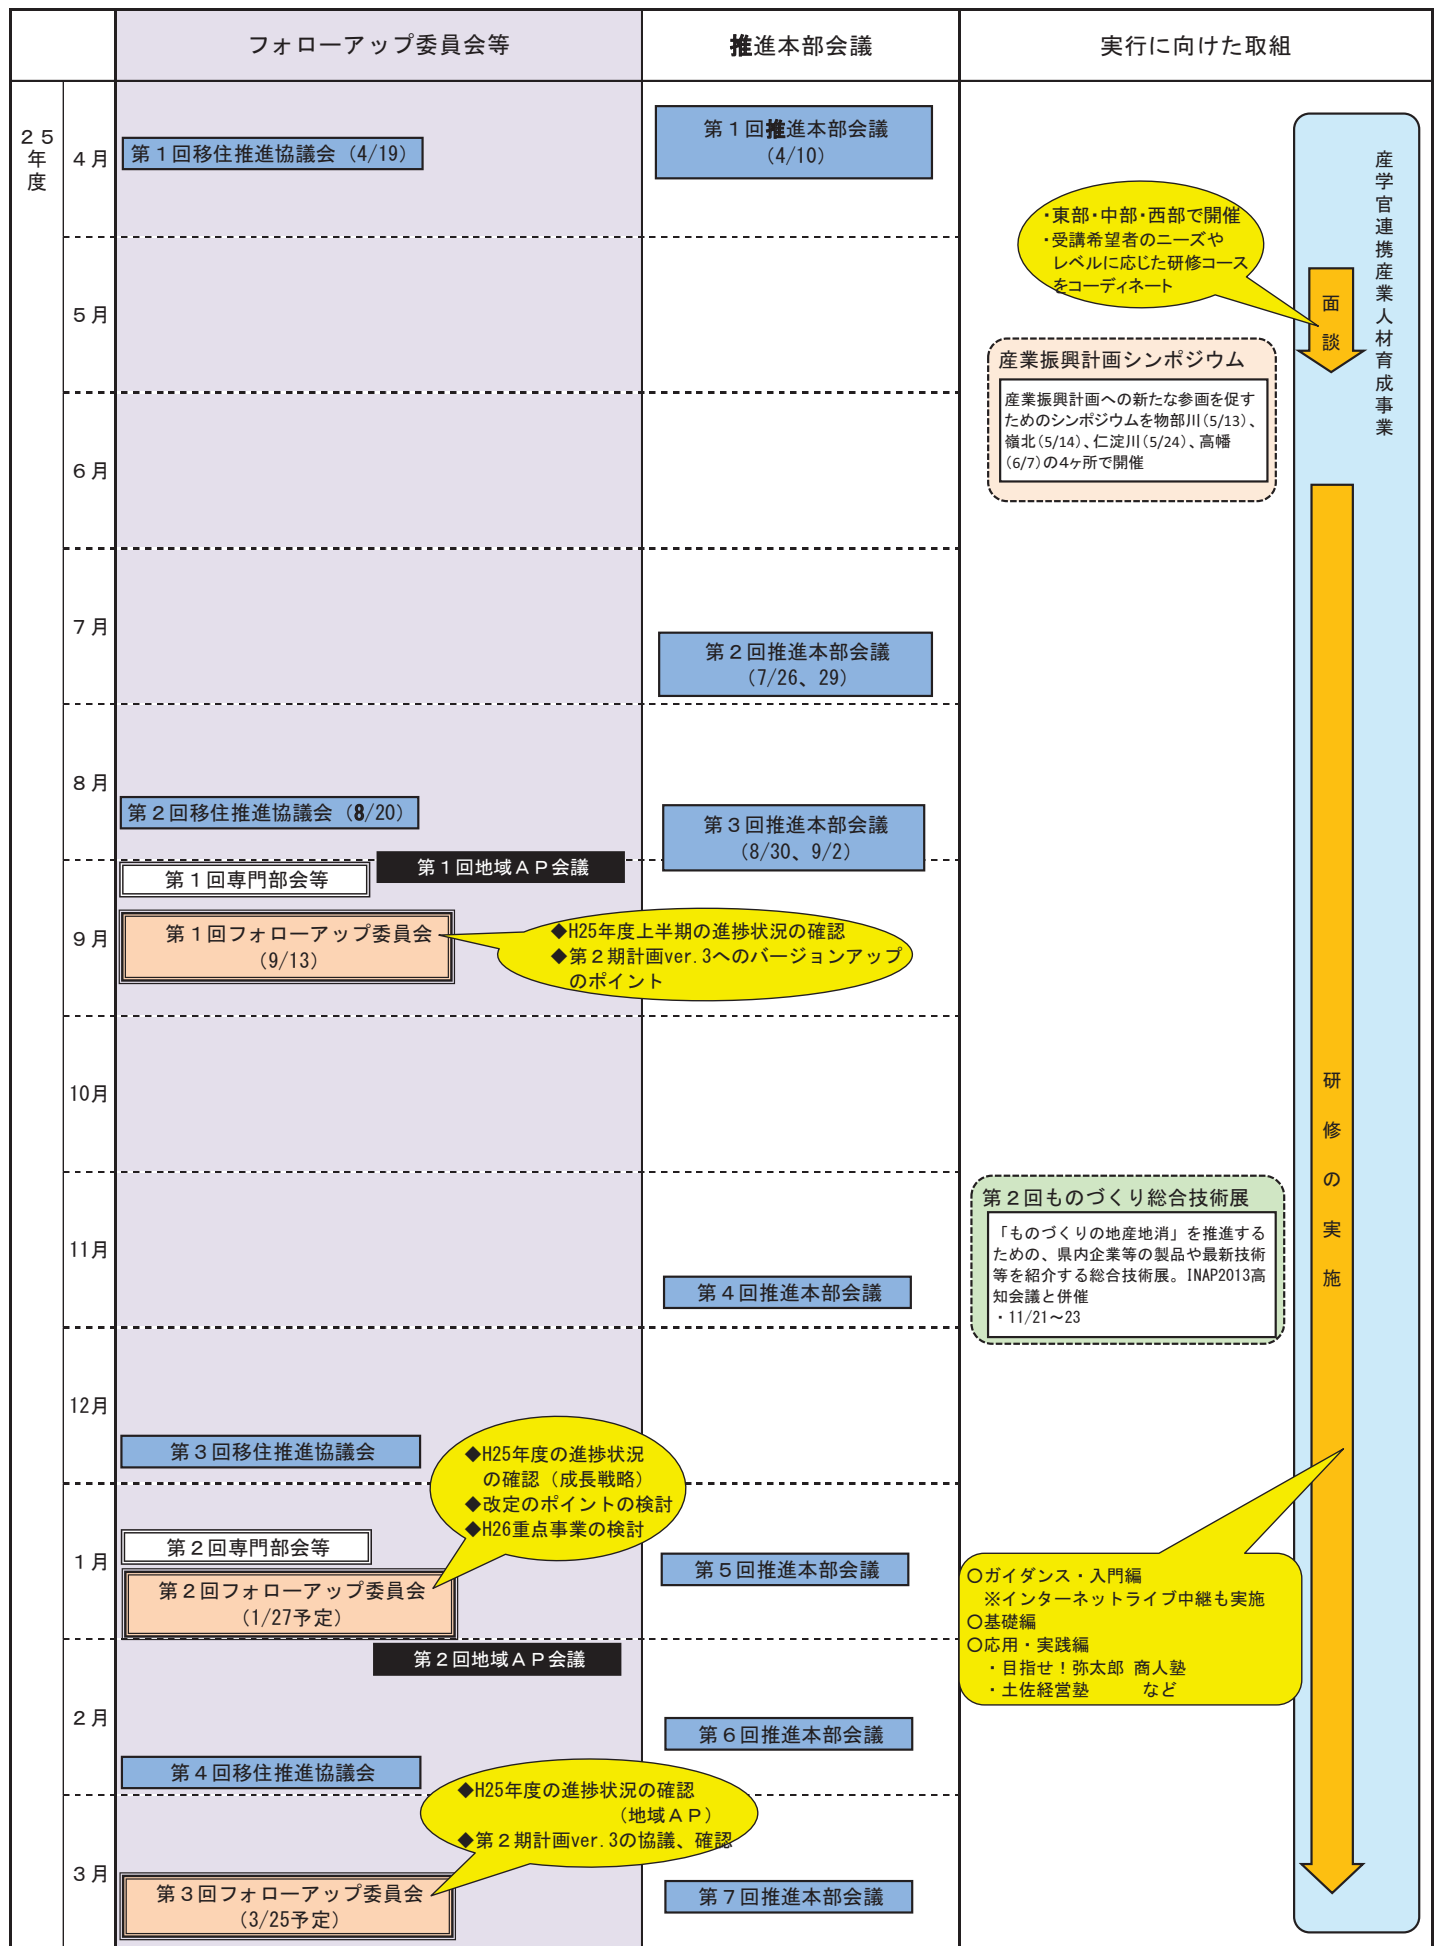 フォローアップ委員会等
推進本部会議
実行に向けた取組
２５
年
度
４月
第１回移住推進協議会（4/19）
第１回推進本部会議
（4/10）
産学官連携産業人材育成事業
・東部・中部・西部で開催
・受講希望者のニーズや
レベルに応じた研修コース
をコーディネート
面談
５月
産業振興計画シンポジウム
産業振興計画への新たな参画を促す
ためのシンポジウムを物部川(5/13)、
嶺北(5/14)、仁淀川(5/24)、高幡
(6/7)の4ヶ所で開催
６月
７月
第２回推進本部会議
（7/26、29）
８月
第２回移住推進協議会（8/20）
第３回推進本部会議
（8/30、9/2）
第１回地域ＡＰ会議
第１回専門部会等
９月
第１回フォローアップ委員会
（9/13）
◆H25年度上半期の進捗状況の確認
◆第２期計画ver.3へのバージョンアップ
のポイント
10月
研修の実施
11月
第２回ものづくり総合技術展
「ものづくりの地産地消」を推進する
ための、県内企業等の製品や最新技術
等を紹介する総合技術展。INAP2013高
知会議と併催
・11/21～23
第４回推進本部会議
12月
第３回移住推進協議会
◆H25年度の進捗状況
の確認（成長戦略）
◆改定のポイントの検討
◆H26重点事業の検討
１月
第２回専門部会等
第２回フォローアップ委員会
（1/27予定）
第５回推進本部会議
〇ガイダンス・入門編
※インターネットライブ中継も実施
〇基礎編
〇応用・実践編
・目指せ！弥太郎 商人塾
・土佐経営塾　　など
第２回地域ＡＰ会議
２月
第６回推進本部会議
第４回移住推進協議会
◆H25年度の進捗状況の確認
（地域ＡＰ）
◆第２期計画ver.3の協議、確認
３月
第３回フォローアップ委員会
（3/25予定）
第７回推進本部会議